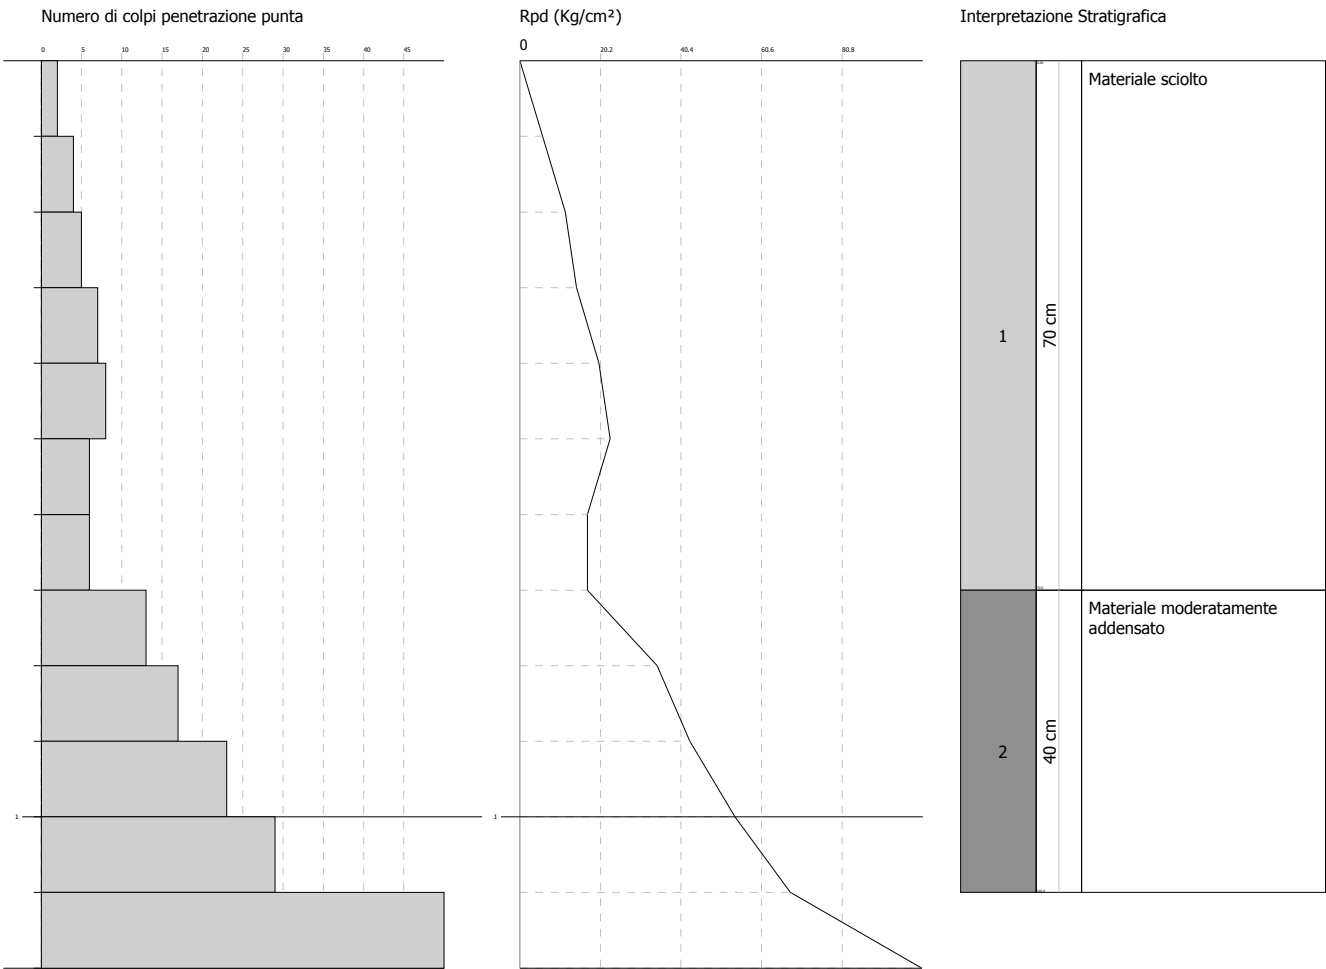 Numero di colpi penetrazione punta
0 5 10 15 20 25 30 35 40 45
1
Rpd (Kg/cm²)
0
20.2 40.4 60.6 80.8
1
Interpretazione Stratigrafica
1
70 cm
Materiale sciolto
2
40 cm
Materiale moderatamente
addensato